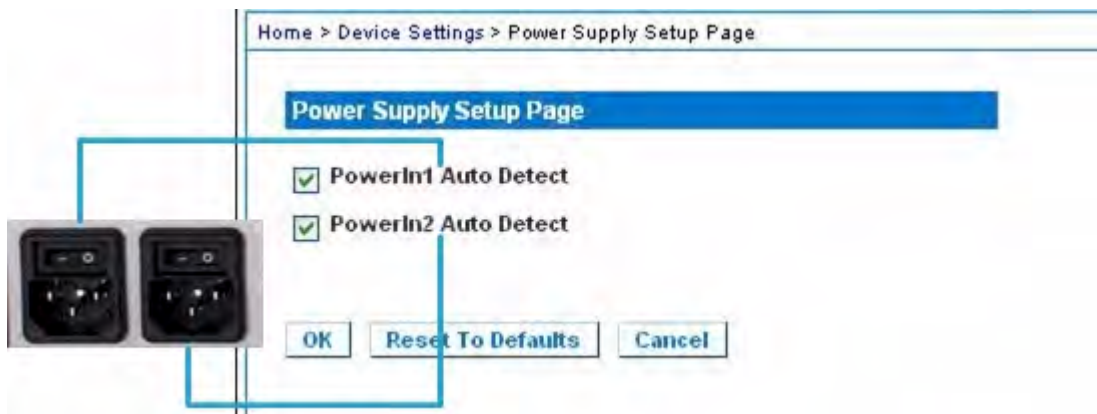 Home > Device Settings > Power Supply Setup Page
Power Supply Setup Page
PowerIn1 Auto Detect
PowerIn2 Auto Detect
OK Reset To Defaults Cancel